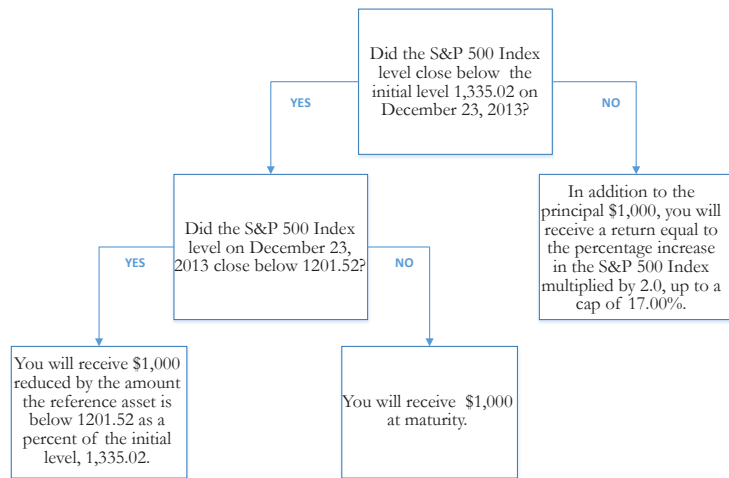 Did the S&P 500 Index
level close below the
initial level 1,335.02 on
December 23, 2013?
YES
NO
Did the S&P 500 Index
level on December 23,
2013 close below 1201.52?
In addition to the
principal $1,000, you will
receive a return equal to
the percentage increase
in the S&P 500 Index
multiplied by 2.0, up to a
cap of 17.00%.
YES
NO
You will receive $1,000
reduced by the amount
the reference asset is
below 1201.52 as a
percent of the initial
level, 1,335.02.
You will receive $1,000
at maturity.